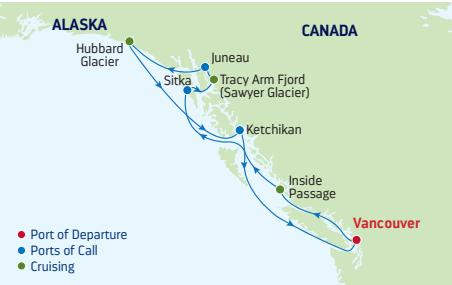 ALASKA
CANADA
Hubbard
Glacier
Juneau
Sitka
Tracy Arm Fjord
(Sawyer Glacier)
Ketchikan
Inside
Passage
Vancouver
Port of Departure
Ports of Call
Cruising